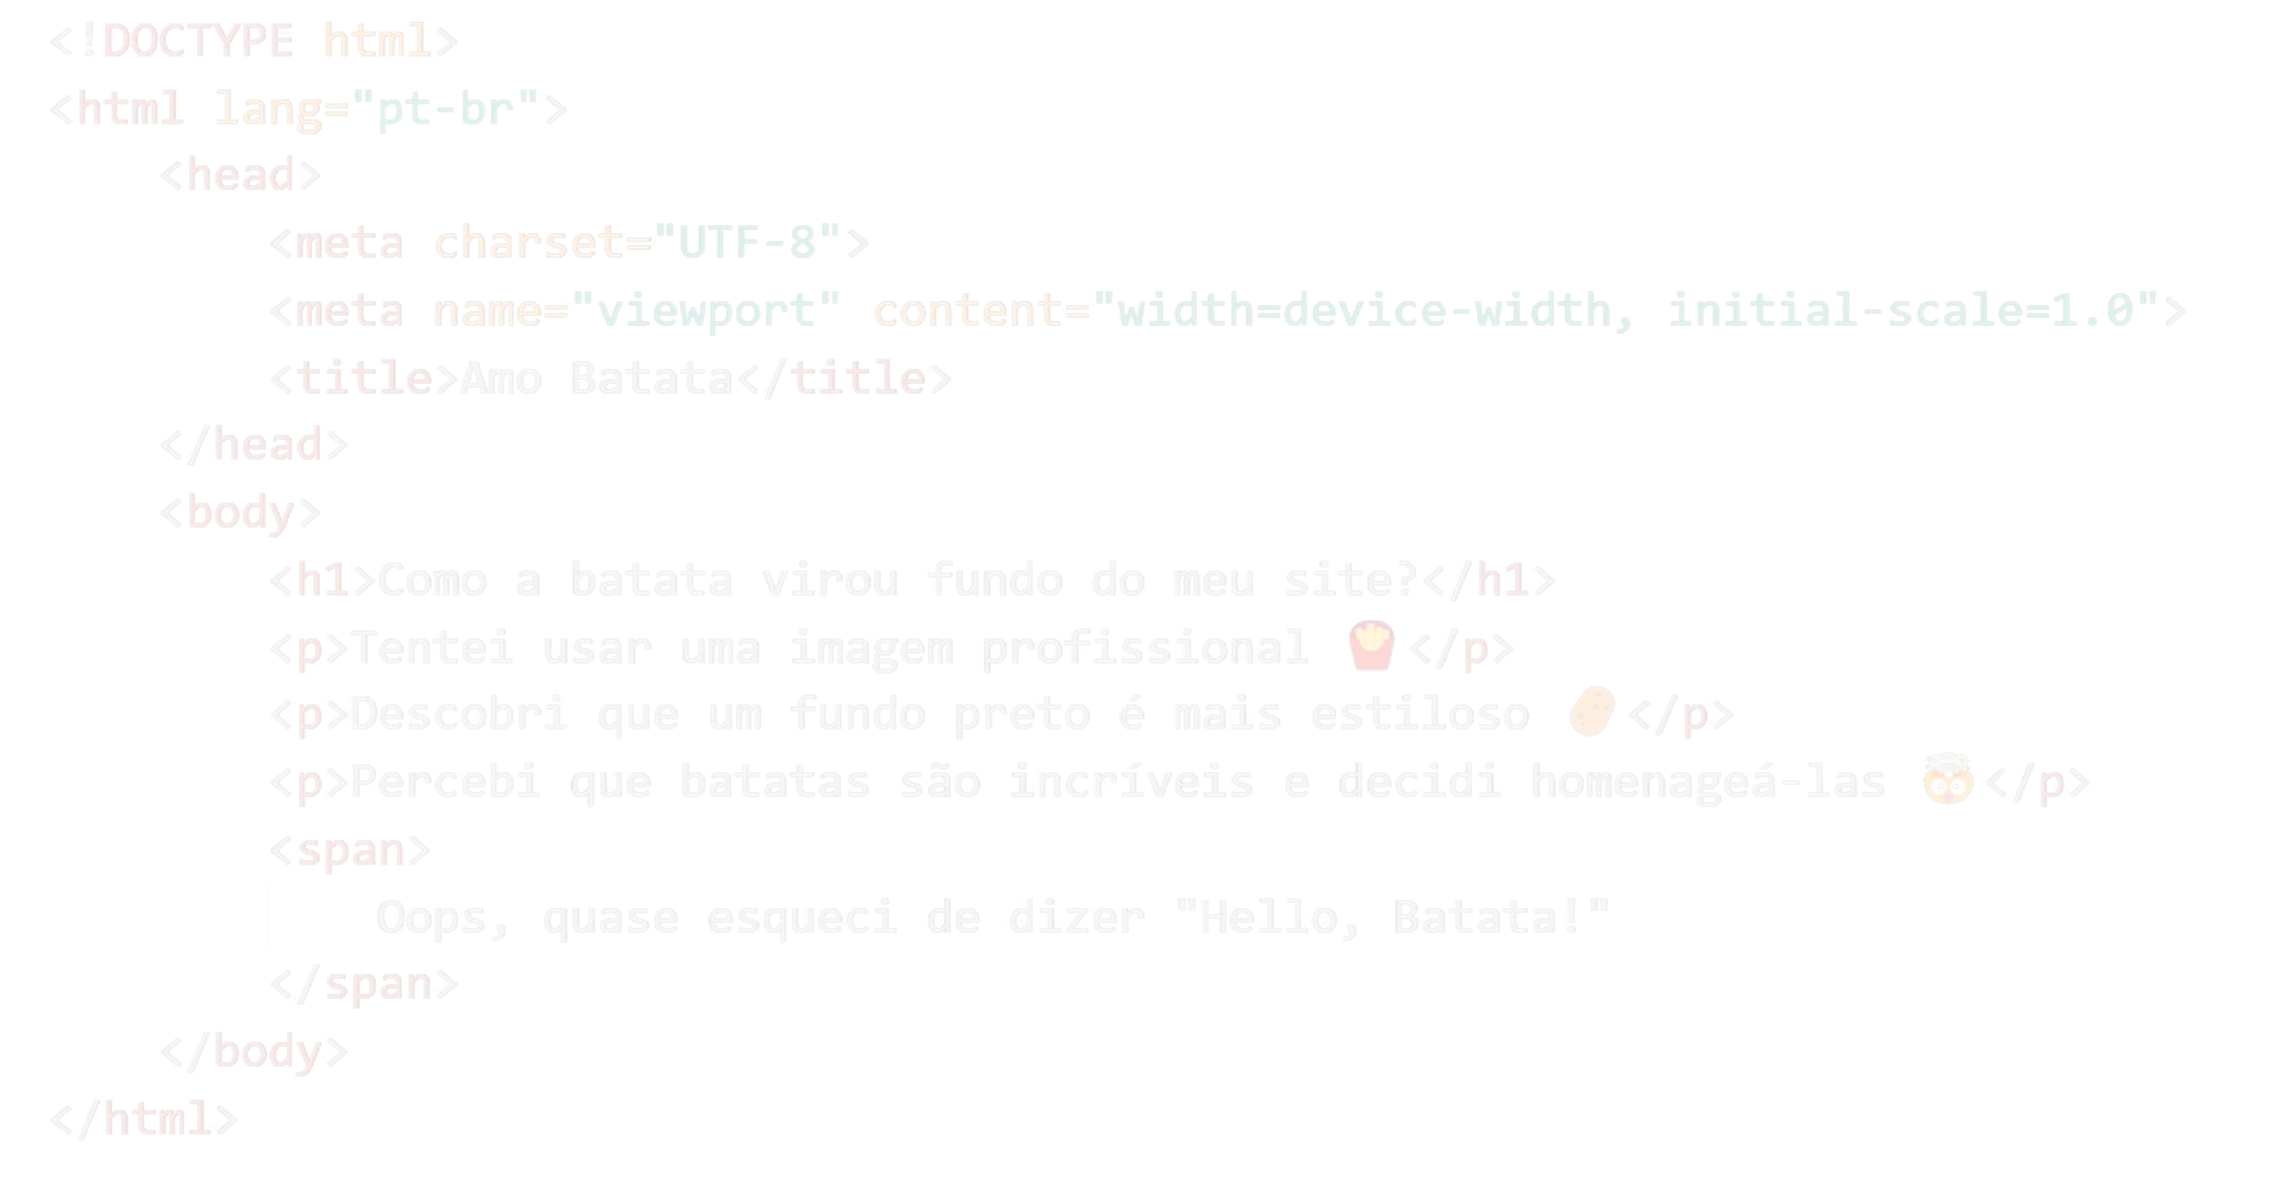 <!DOCTYPE html>
<html lang="pt-br">
<head>
<meta charset="UTF-8">
<meta name="viewport" content="width=device-width, initial-scale=1.0">
<title>Amo Batata</title>
</head>
<body>
<h1>Como a batata virou fundo do meu site?</h1>
<p>Tentei usar uma imagem profissional 🍟</p>
<p>Descobri que um fundo preto é mais estiloso 🥔</p>
<p>Percebi que batatas são incríveis e decidi homenageá-las 🤯</p>
<span>
Oops, quase esqueci de dizer "Hello, Batata!"
</span>
</body>
</html>